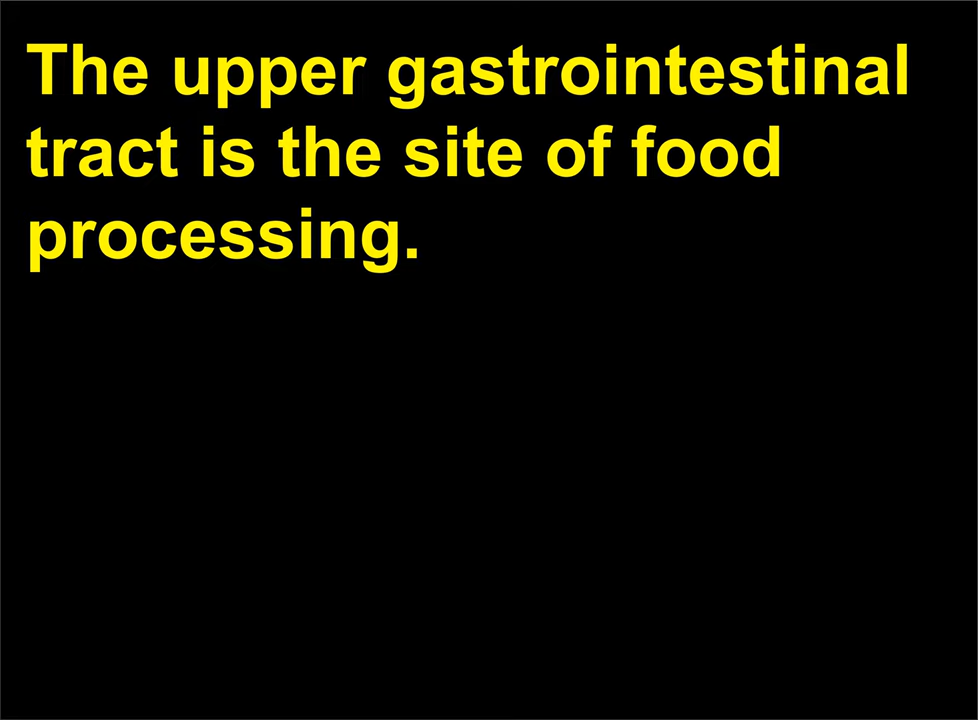 The upper gastrointestinal
tract is the site of food
processing.